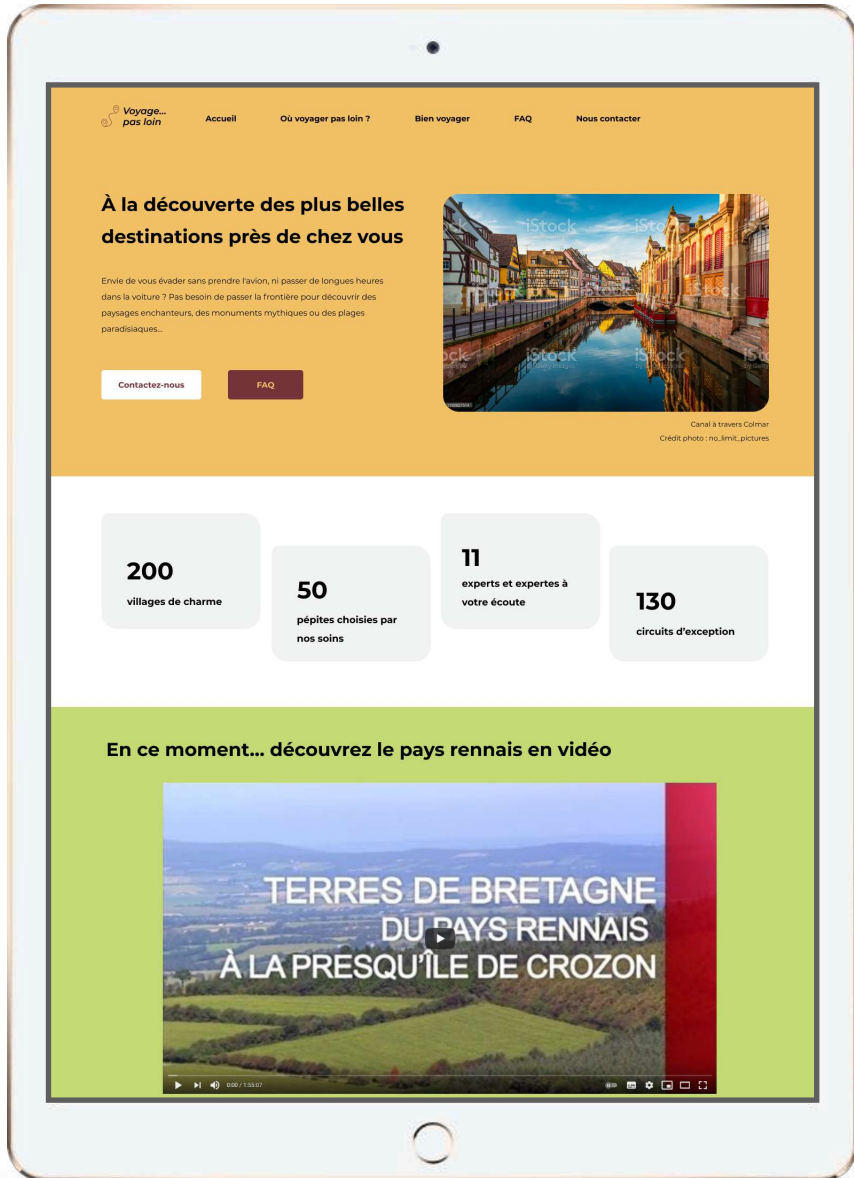 Voyage...
pas loin
Accueil
Où voyager pas loin ?
Bien voyager
FAQ
Nous contacter
À la découverte des plus belles
destinations près de chez vous
Envie de vous évader sans prendre l'avion, ni passer de longues heures
dans la voiture ? Pas besoin de passer la frontière pour découvrir des
paysages enchanteurs, des monuments mythiques ou des plages
paradisiaques...
Contactez-nous
FAQ
iStock
iStock
iStock
iStock
Canal à travers Colmar
Crédit photo : no_limit_pictures
200
villages de charme
50
pépites choisies par
nos soins
11
experts et expertes à
votre écoute
130
circuits d'exception
En ce moment... découvrez le pays rennais en vidéo
TERRES DE BRETAGNE
DU PAYS RENNAIS
À LA PRESQU'ÎLE DE CROZON
0:00 / 1:55:07